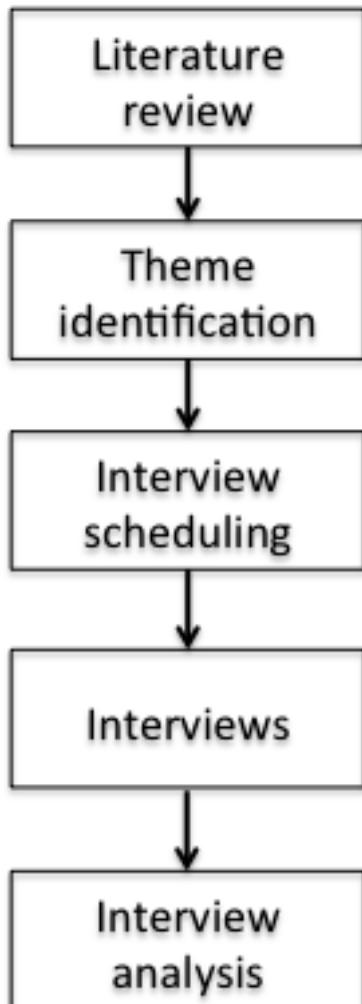 Literature
review
Theme
identification
Interview
scheduling
Interviews
Interview
analysis